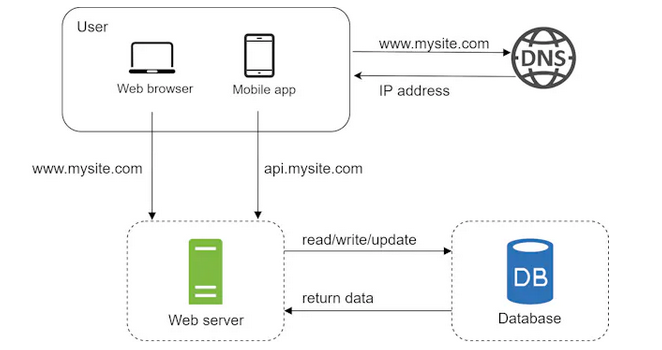 User
Web browser
Mobile app
www.mysite.com
DNS
IP address
www.mysite.com
api.mysite.com
Web server
read/write/update
return data
DB
Database